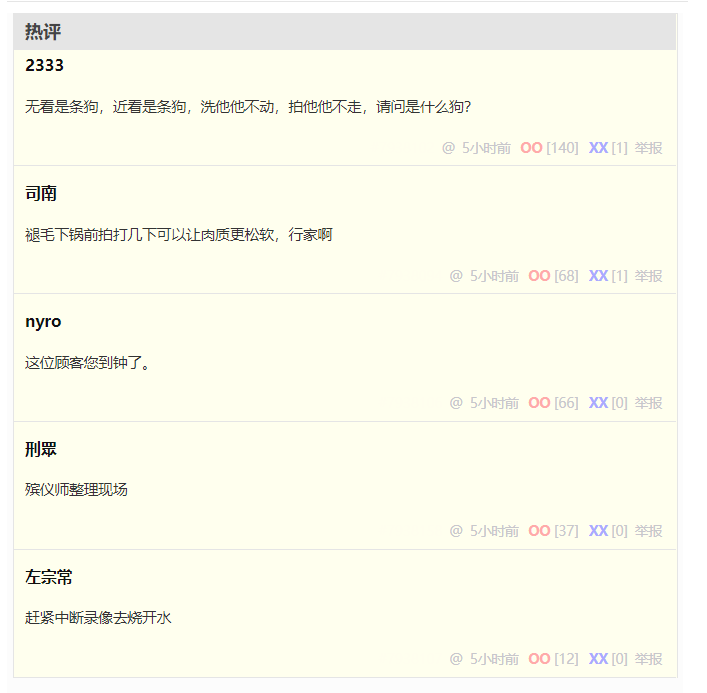 热评
2333
无看是条狗，近看是条狗，洗他他不动，拍他他不走，请问是什么狗?
@ 5小时前 OO [140] XX [1] 举报
司南
褪毛下锅前拍打几下可以让肉质更松软，行家啊
@ 5小时前 OO [68] XX [1] 举报
nyro
这位顾客您到钟了。
@ 5小时前 OO [66] XX [0] 举报
刑眾
殡仪师整理现场
@ 5小时前 OO [37] XX [0] 举报
左宗常
赶紧中断录像去烧开水
@ 5小时前 OO [12] XX [0] 举报